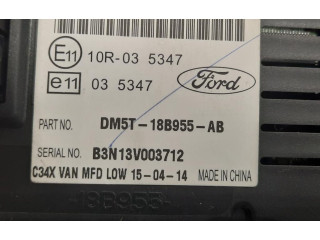 E11 10R-03 5347
e11 03 5347
Ford
PART NO. DM5T-18B955-AB
SERIAL NO. B3N13V003712
C34X VAN MFD LOW 15-04-14 MADE IN CHINA
18B955